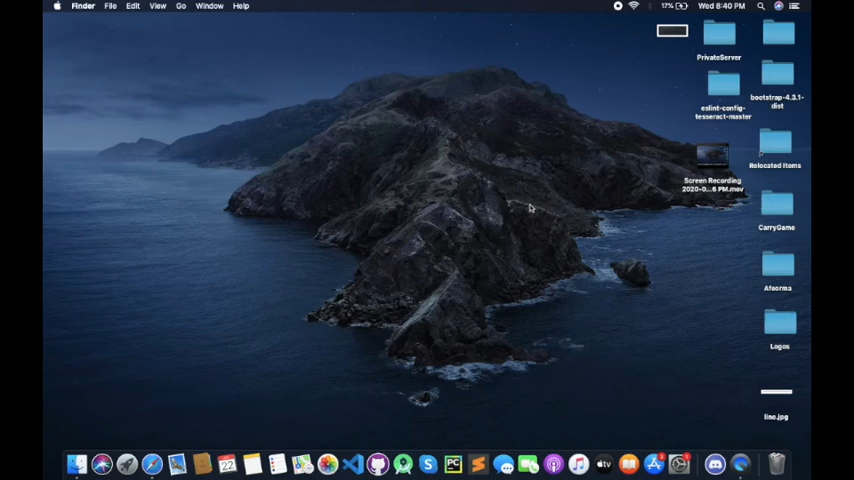 Finder File Edit View Go Window Help 17% Wed 8:40 PM
PrivateServer
eslint-config-
tesseract-master
bootstrap-4.3.1-
dist
Relocated Items
Screen Recording
2020-0...6 PM.mov
CarryGame
Logos
line.jpg
22
PC